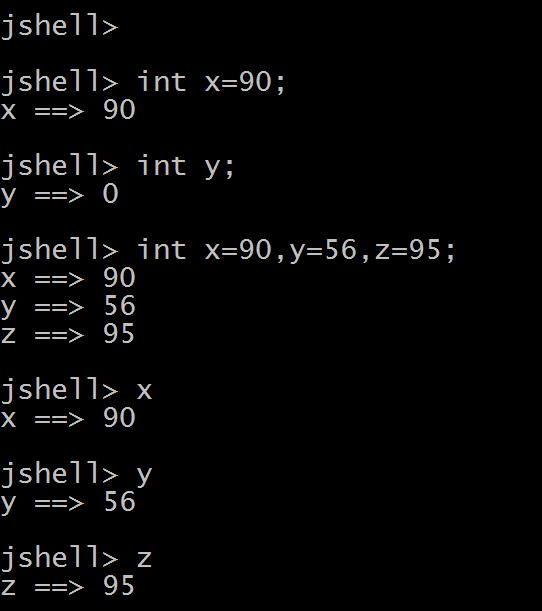 jshell>
jshell> int x=90;
x ==> 90
jshell> int y;
y ==> 0
jshell> int x=90,y=56,z=95;
x ==> 90
y ==> 56
z ==> 95
jshell> x
x ==> 90
jshell> y
y ==> 56
jshell> z
z ==> 95